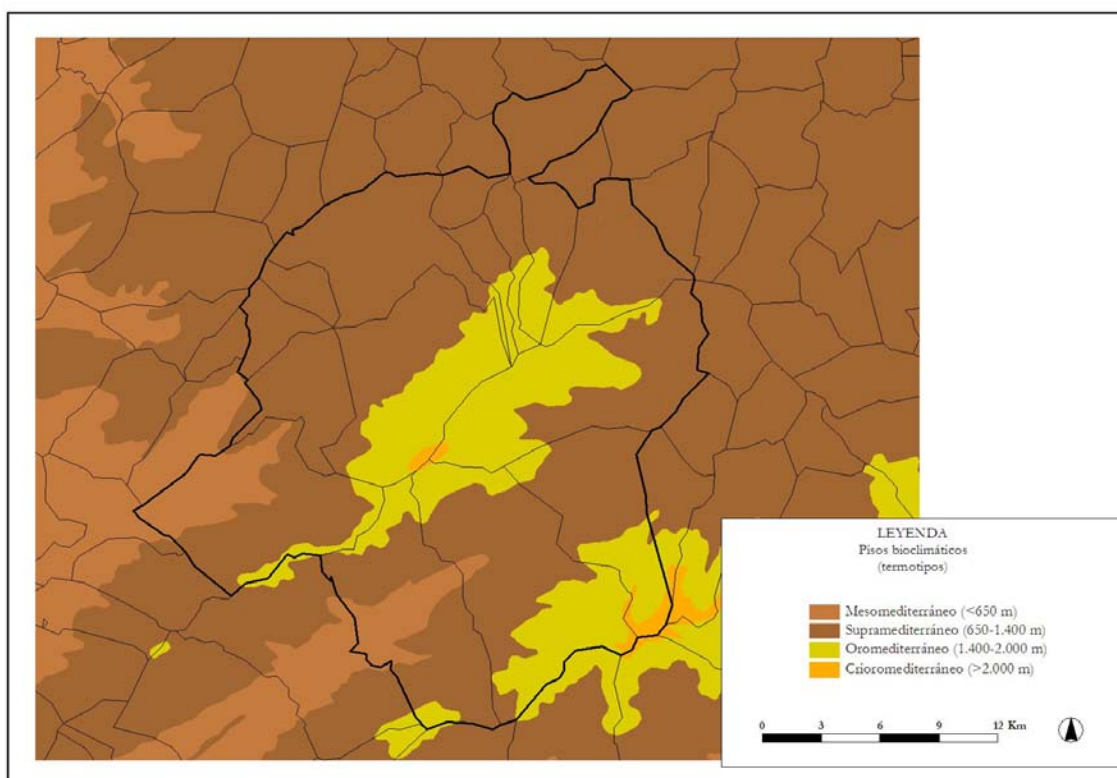 LEYENDA
Pisos bioclimáticos
(termotipos)
Mesomediterráneo (<650 m)
Supramediterráneo (650-1.400 m)
Oromediterráneo (1.400-2.000 m)
Crioromediterráneo (>2.000 m)
0 3 6 9 12 Km